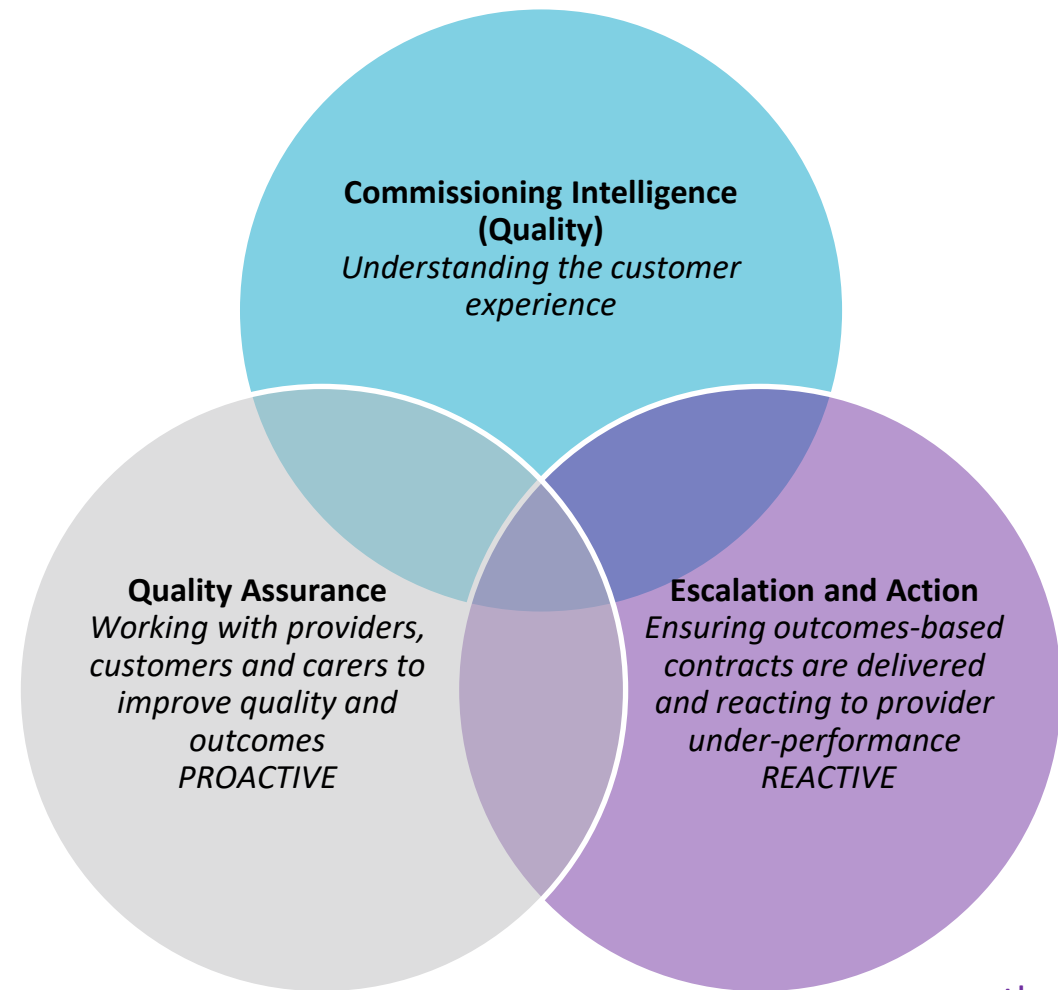 Commissioning Intelligence
(Quality)
Understanding the customer
experience
Quality Assurance
Working with providers,
customers and carers to
improve quality and
outcomes
PROACTIVE
Escalation and Action
Ensuring outcomes-based
contracts are delivered
and reacting to provider
under-performance
REACTIVE